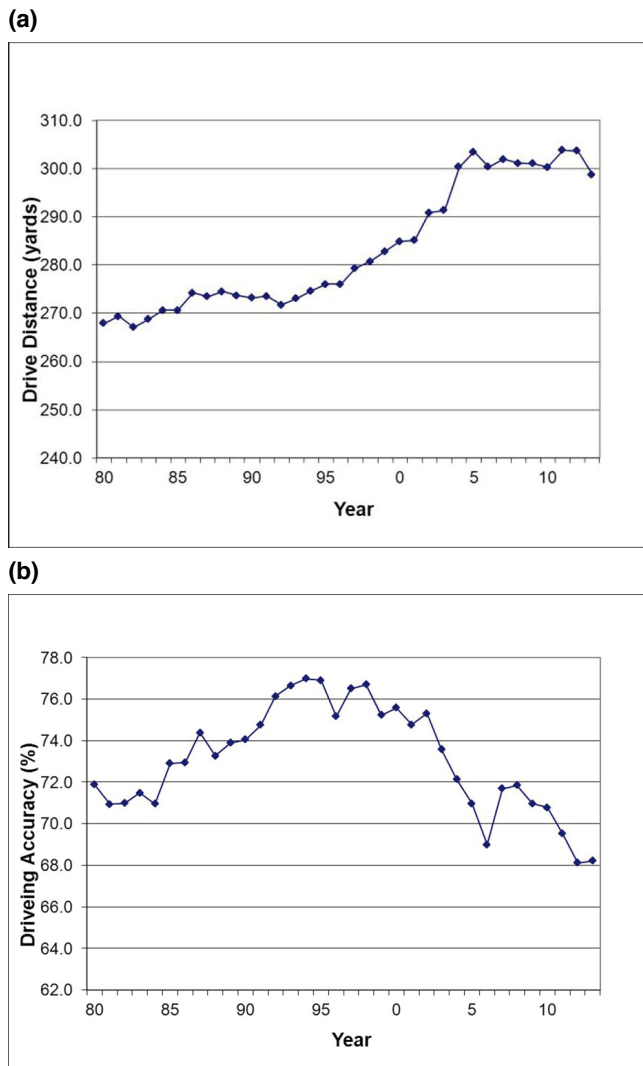 (a)
310.0
300.0
290.0
280.0
270.0
260.0
250.0
240.0
Drive Distance (yards)
80 85 90 95 0 5 10
Year
(b)
78.0
76.0
74.0
72.0
70.0
68.0
66.0
64.0
62.0
Driveing Accuracy (%)
80 85 90 95 0 5 10
Year